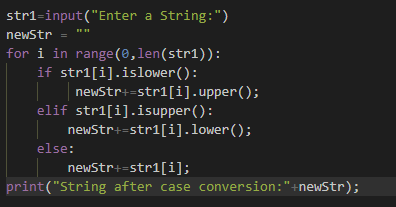 str1=input("Enter a String:")
newStr = ""
for i in range(0,len(str1)):
    if str1[i].islower():
        newStr+=str1[i].upper();
    elif str1[i].isupper():
        newStr+=str1[i].lower();
    else:
        newStr+=str1[i];
print("String after case conversion:"+newStr);